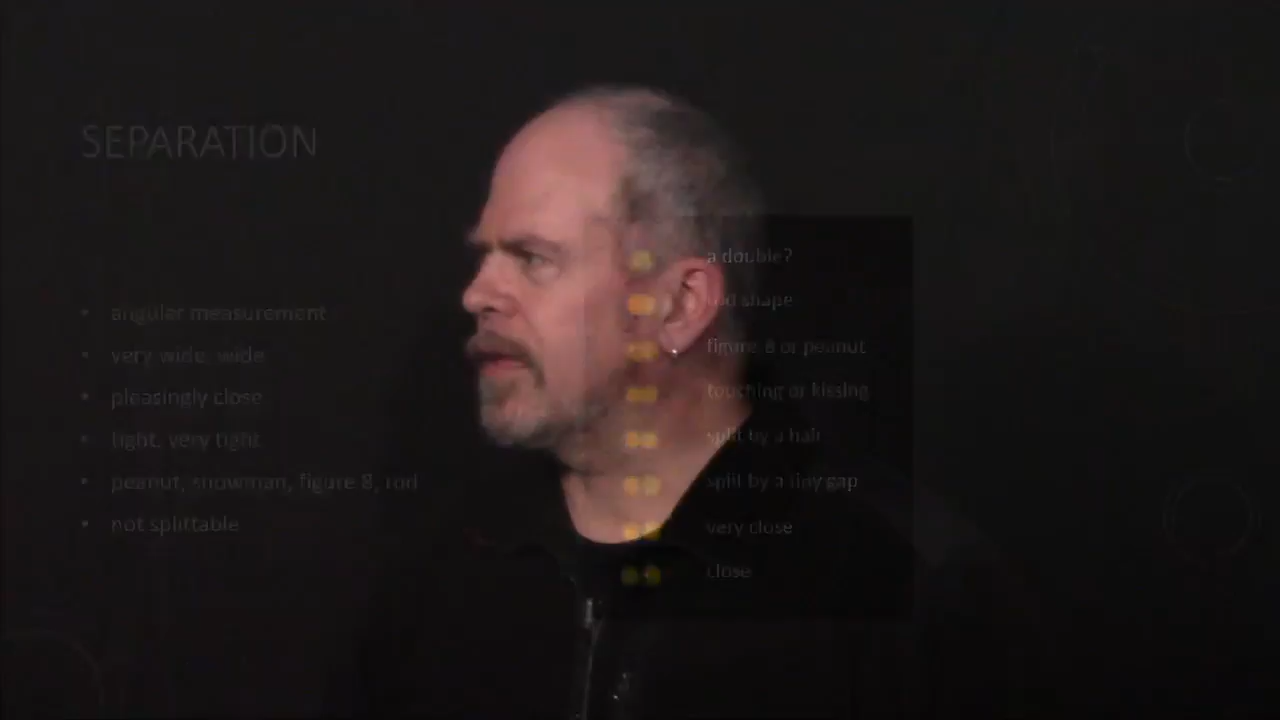 SEPARATION
• angular measurement
• very wide, wide
• pleasingly close
• tight, very tight
• peanut, snowman, figure 8, rod
• not splittable
a double?
rod shape
figure 8 or peanut
touching or kissing
split by a hair
split by a tiny gap
very close
close